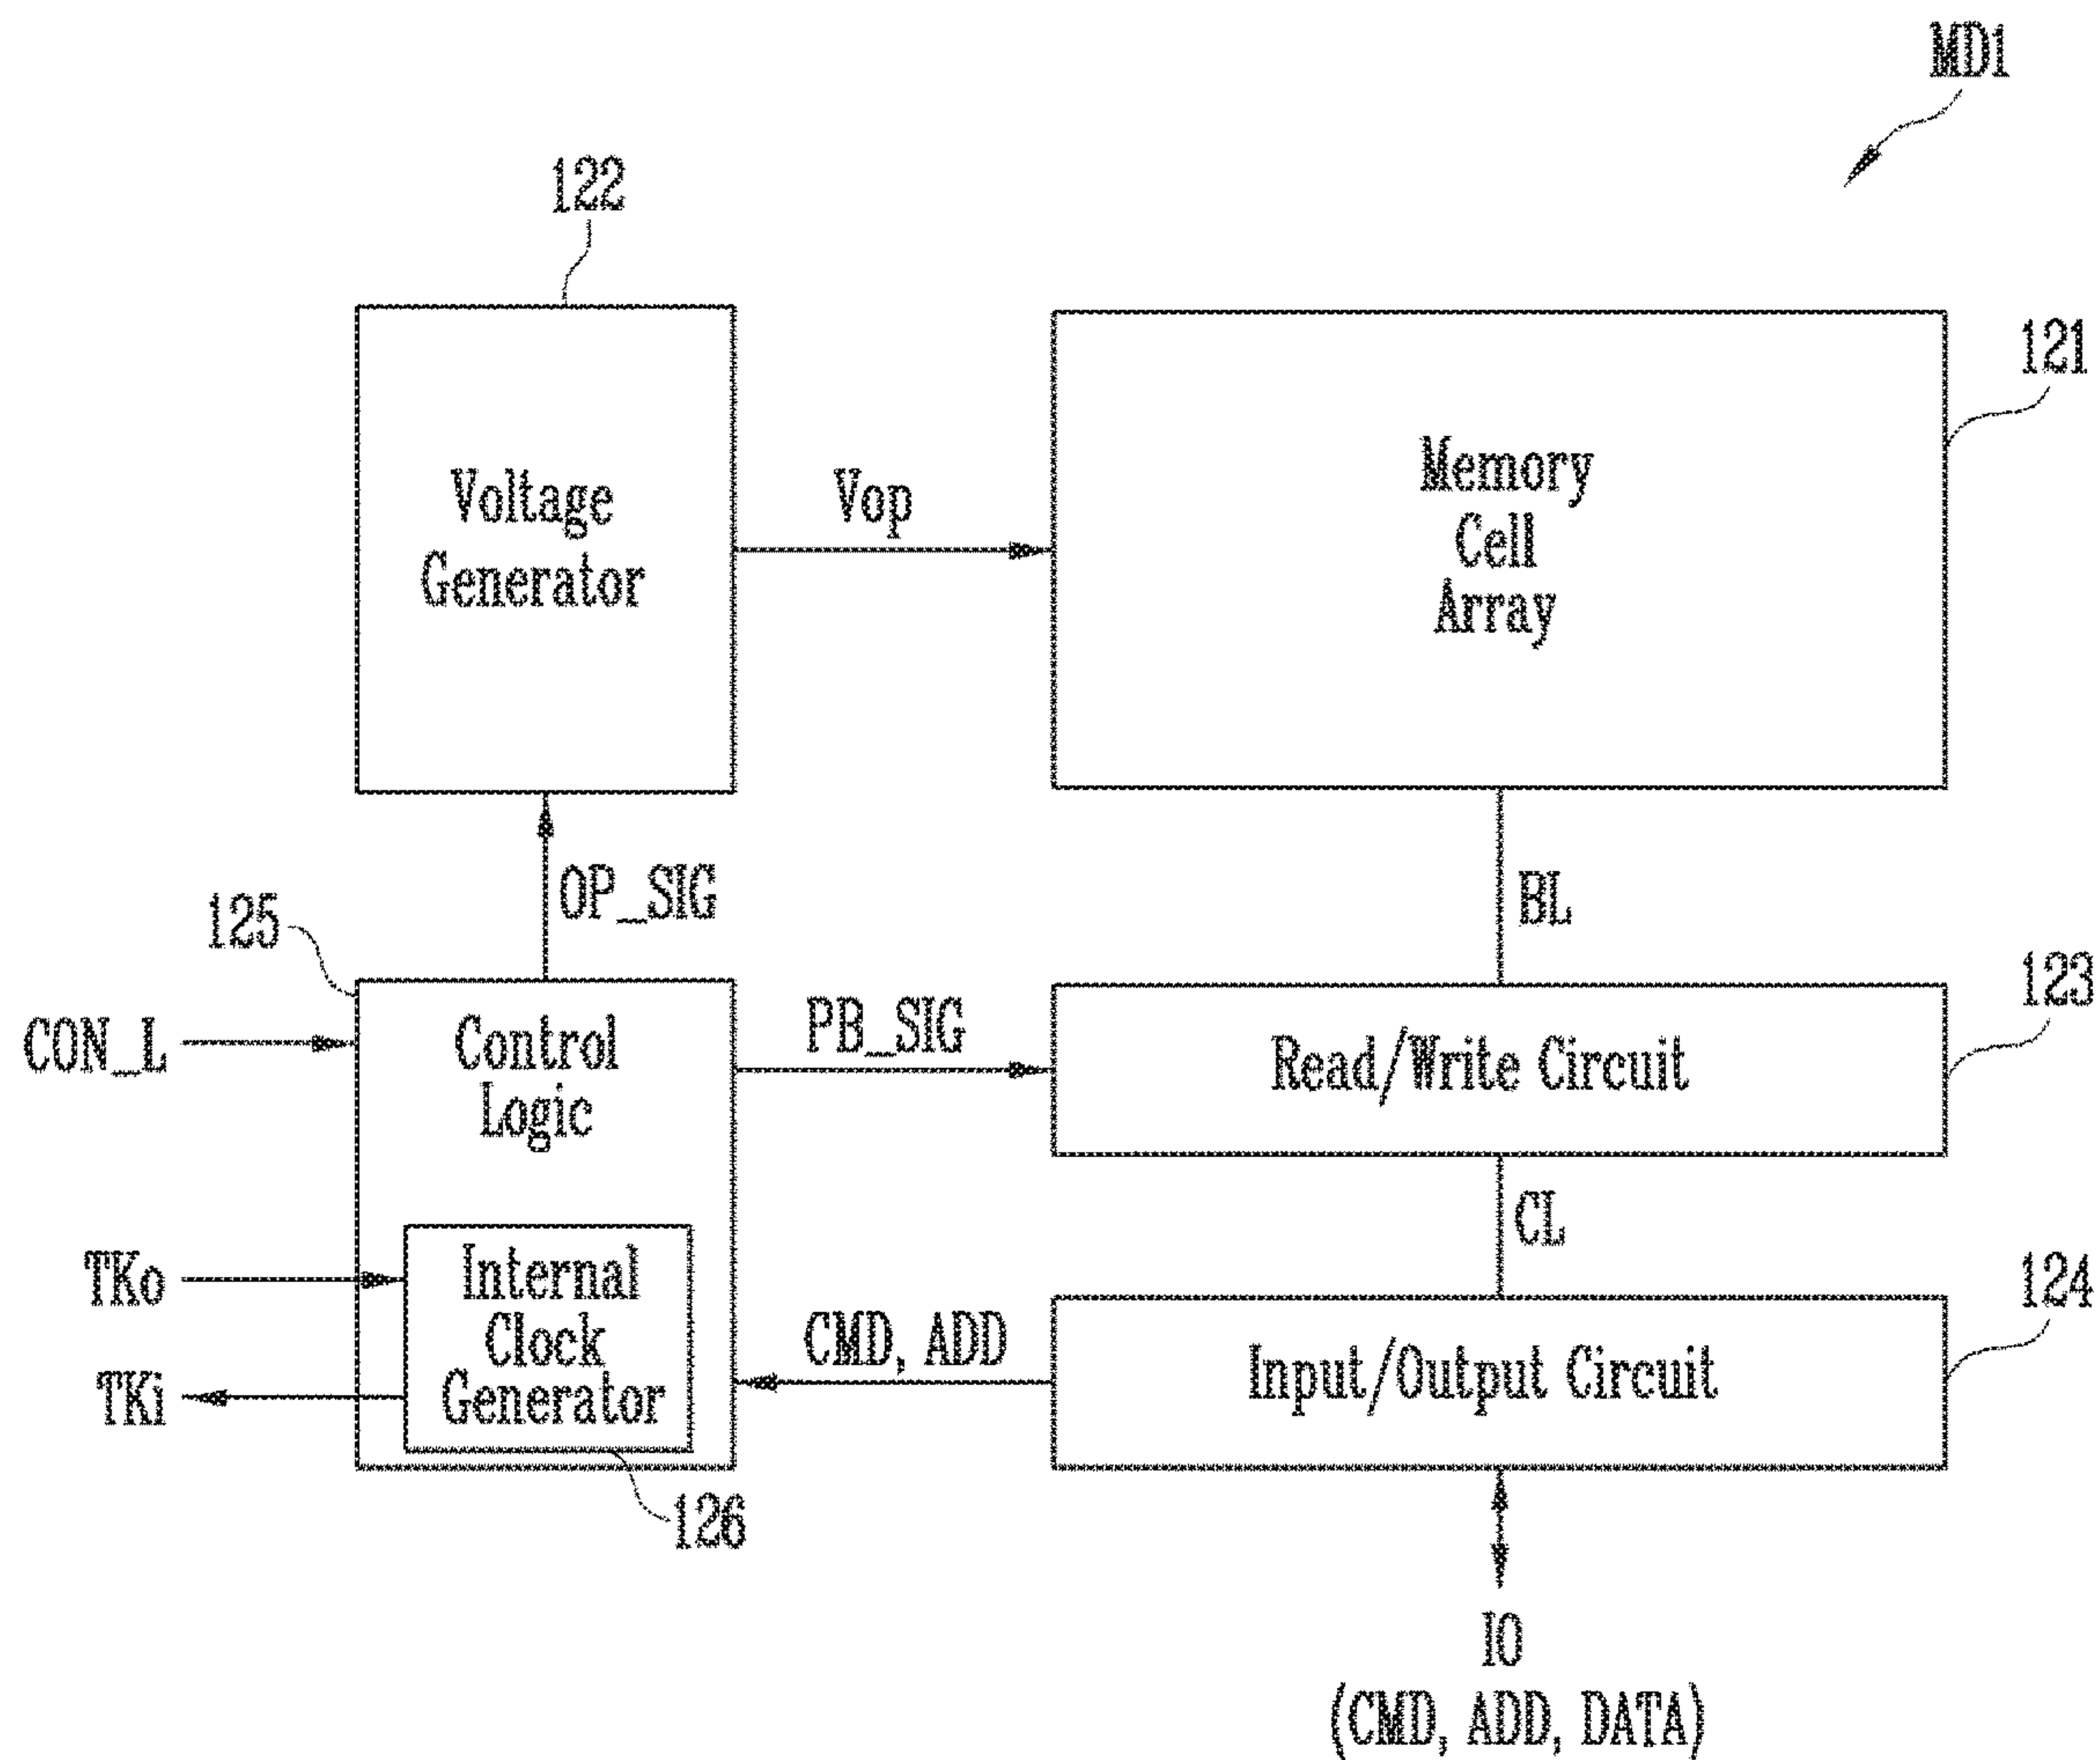 MD1
122
121
Voltage
Generator
Vop
Memory
Cell
Array
OP_SIG
BL
125
123
CON_L
Control
Logic
PB_SIG
Read/Write Circuit
CL
124
TKo
TKi
Internal
Clock
Generator
CMD, ADD
Input/Output Circuit
126
IO
(CMD, ADD, DATA)